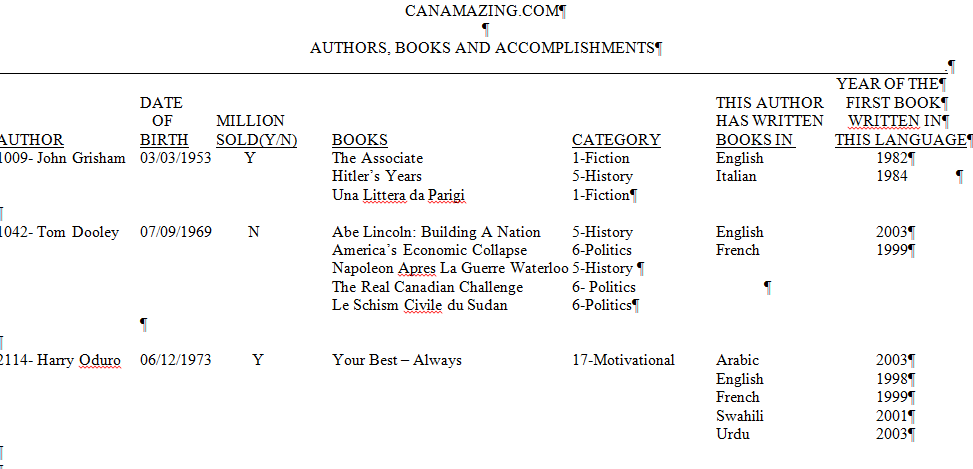 CANAMAZING.COM¶
¶
AUTHORS, BOOKS AND ACCOMPLISHMENTS¶
.¶
YEAR OF THE¶
DATE THIS AUTHOR FIRST BOOK¶
OF MILLION HAS WRITTEN WRITTEN IN¶
AUTHOR BIRTH SOLD(Y/N) BOOKS CATEGORY BOOKS IN THIS LANGUAGE¶
1009- John Grisham 03/03/1953 Y The Associate 1-Fiction English 1982¶
Hitler’s Years 5-History Italian 1984 ¶
Una Littera da Parigi 1-Fiction¶
¶
1042- Tom Dooley 07/09/1969 N Abe Lincoln: Building A Nation 5-History English 2003¶
America’s Economic Collapse 6-Politics French 1999¶
Napoleon Apres La Guerre Waterloo 5-History ¶
The Real Canadian Challenge 6- Politics ¶
Le Schism Civile du Sudan 6-Politics¶
¶
¶
2114- Harry Oduro 06/12/1973 Y Your Best – Always 17-Motivational Arabic 2003¶
English 1998¶
French 1999¶
Swahili 2001¶
Urdu 2003¶
¶
¶